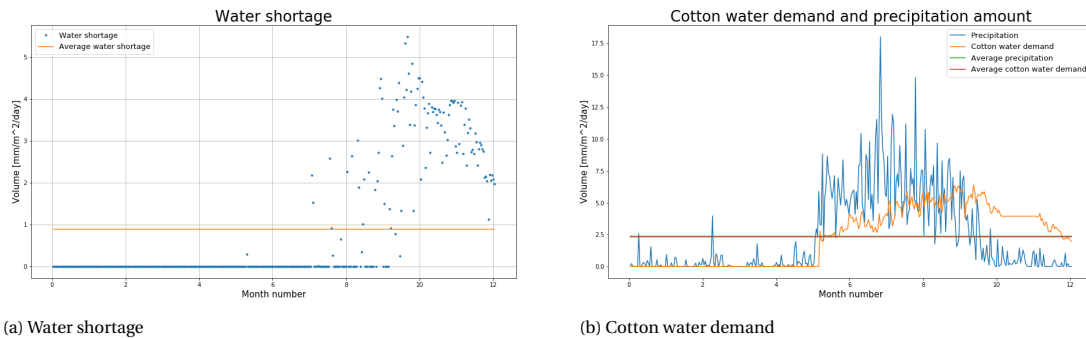 Water shortage
Water shortage
Average water shortage
5
4
3
2
1
0
Volume [mm/m^2/day]
0
2
4
6
8
10
12
Month number
(a) Water shortage
Cotton water demand and precipitation amount
Precipitation
Cotton water demand
Average precipitation
Average cotton water demand
17.5
15.0
12.5
10.0
7.5
5.0
2.5
0.0
Volume [mm/m^2/day]
0
2
4
6
8
10
12
Month number
(b) Cotton water demand